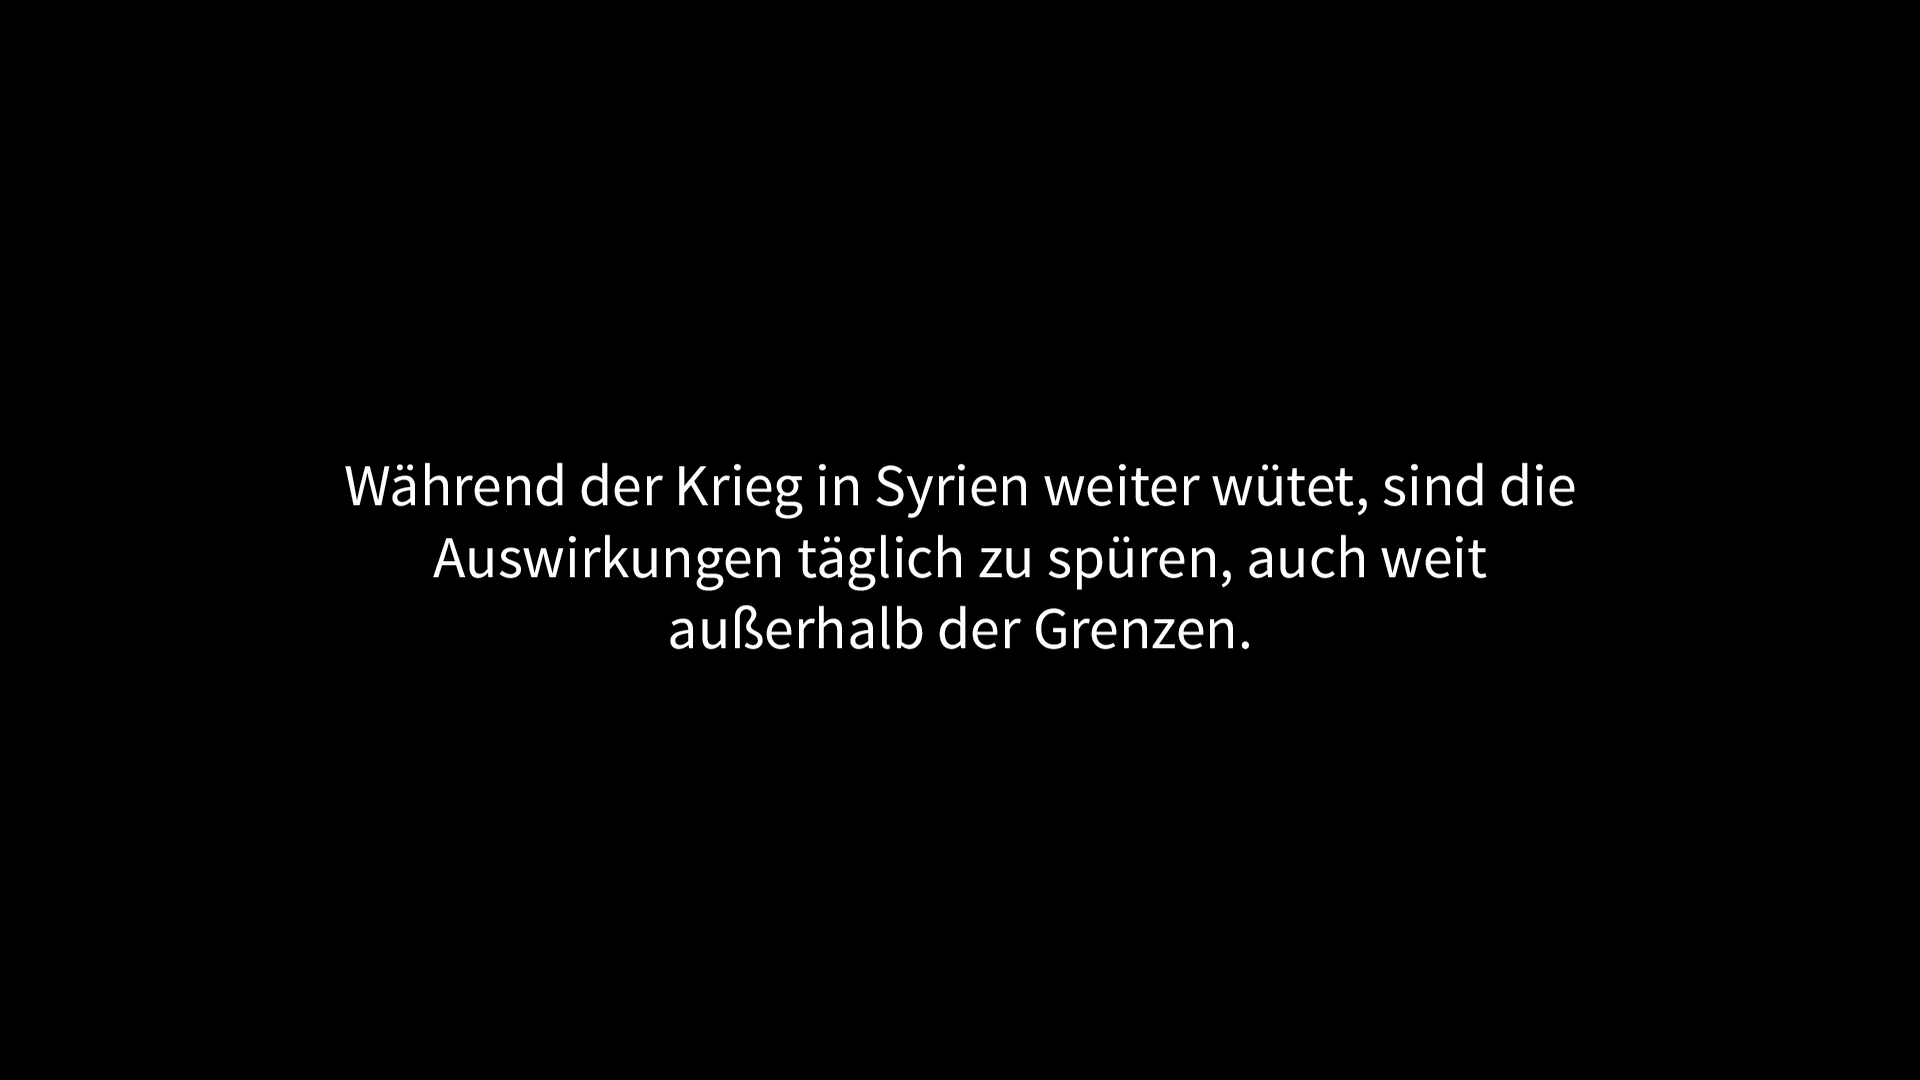 Während der Krieg in Syrien weiter wütet, sind die
Auswirkungen täglich zu spüren, auch weit
außerhalb der Grenzen.